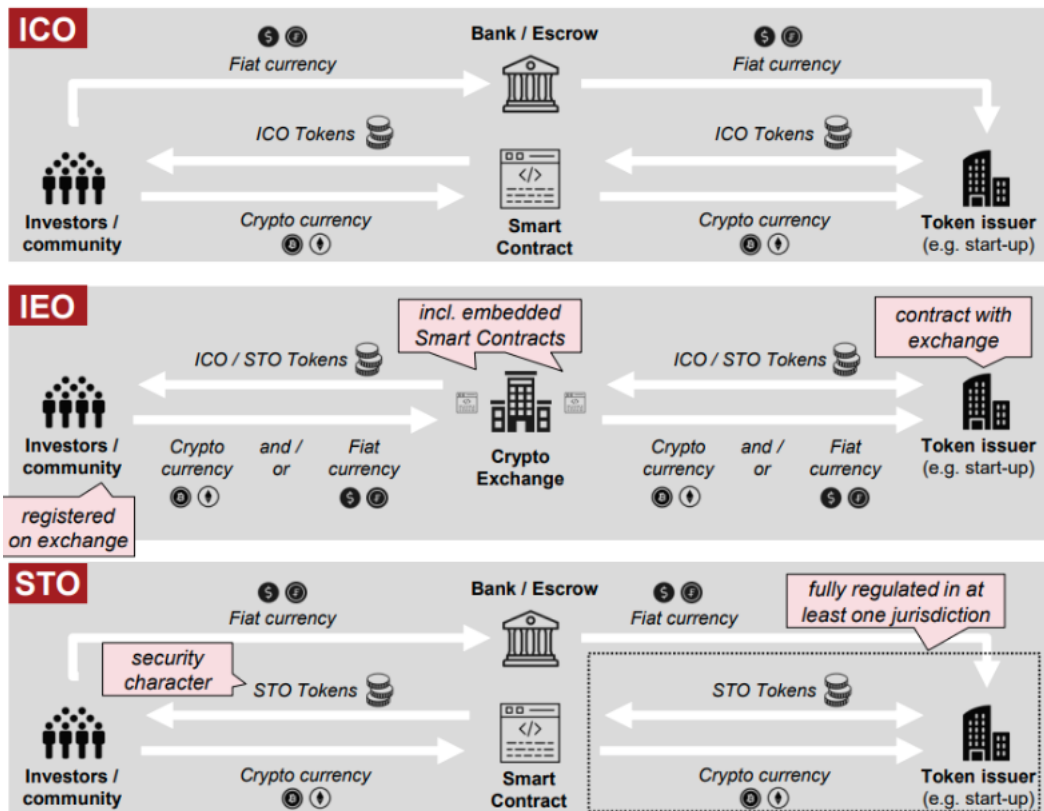 ICO
Bank / Escrow
Fiat currency
Fiat currency
ICO Tokens
ICO Tokens
</>
Investors /
community
Crypto currency
Smart
Contract
Crypto currency
Token issuer
(e.g. start-up)
IEO
incl. embedded
Smart Contracts
contract with
exchange
ICO / STO Tokens
ICO / STO Tokens
Investors /
community
Crypto
currency
and /
or
Fiat
currency
Crypto
Exchange
Crypto
currency
and /
or
Fiat
currency
Token issuer
(e.g. start-up)
registered
on exchange
STO
Bank / Escrow
Fiat currency
Fiat currency
fully regulated in at
least one jurisdiction
security
character
STO Tokens
STO Tokens
</>
Investors /
community
Crypto currency
Smart
Contract
Crypto currency
Token issuer
(e.g. start-up)